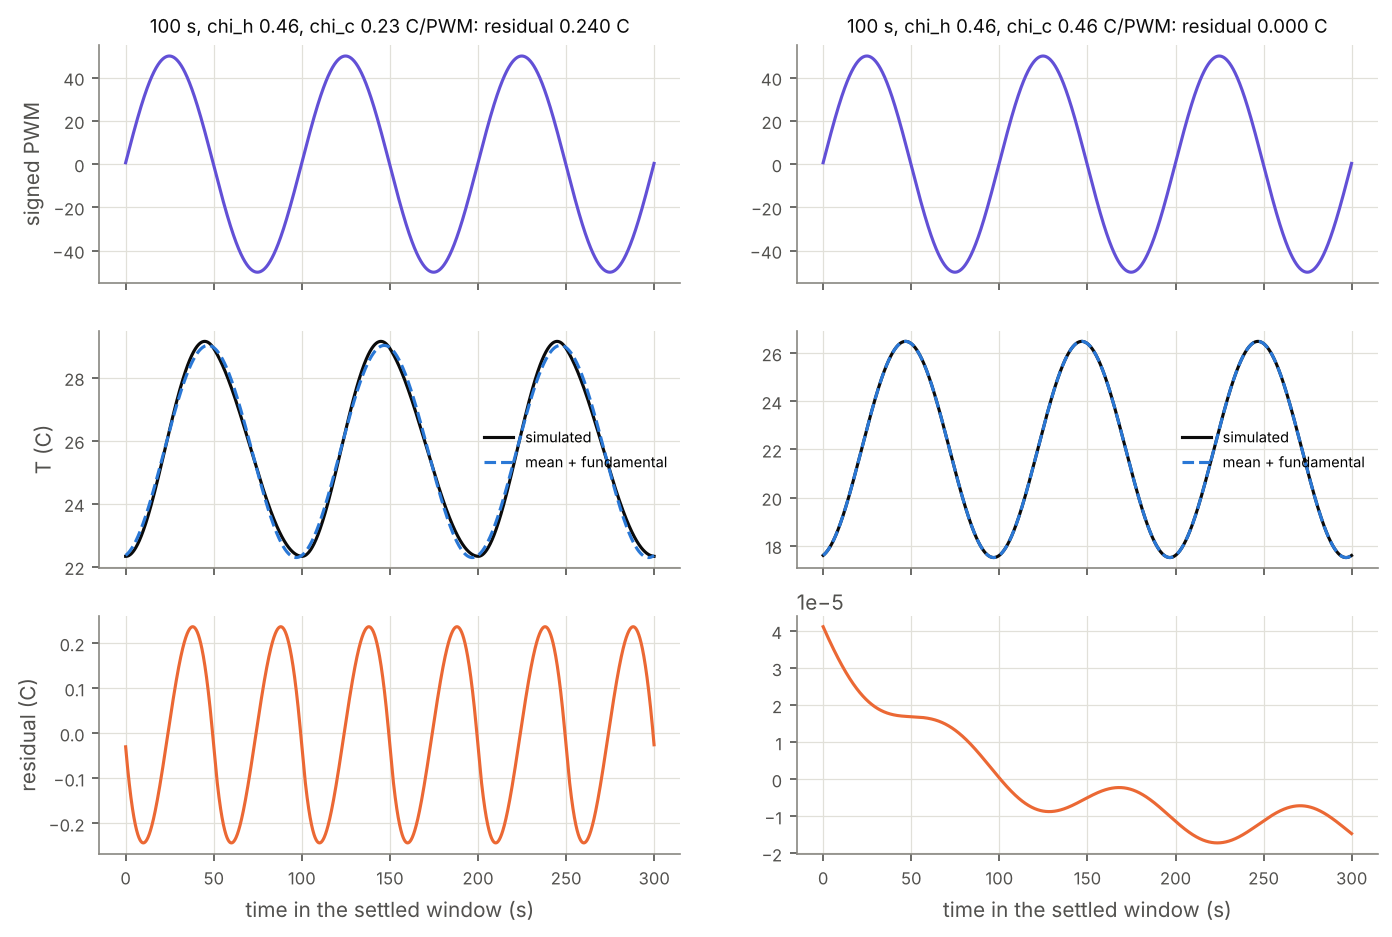 100 s, chi_h 0.46, chi_c 0.23 C/PWM: residual 0.240 C
signed PWM
40
20
0
−20
−40
T (C)
28
26
24
22
simulated
mean + fundamental
residual (C)
0.2
0.1
0.0
−0.1
−0.2
0 50 100 150 200 250 300
time in the settled window (s)
100 s, chi_h 0.46, chi_c 0.46 C/PWM: residual 0.000 C
40
20
0
−20
−40
26
24
22
20
18
simulated
mean + fundamental
1e−5
4
3
2
1
0
−1
−2
0 50 100 150 200 250 300
time in the settled window (s)